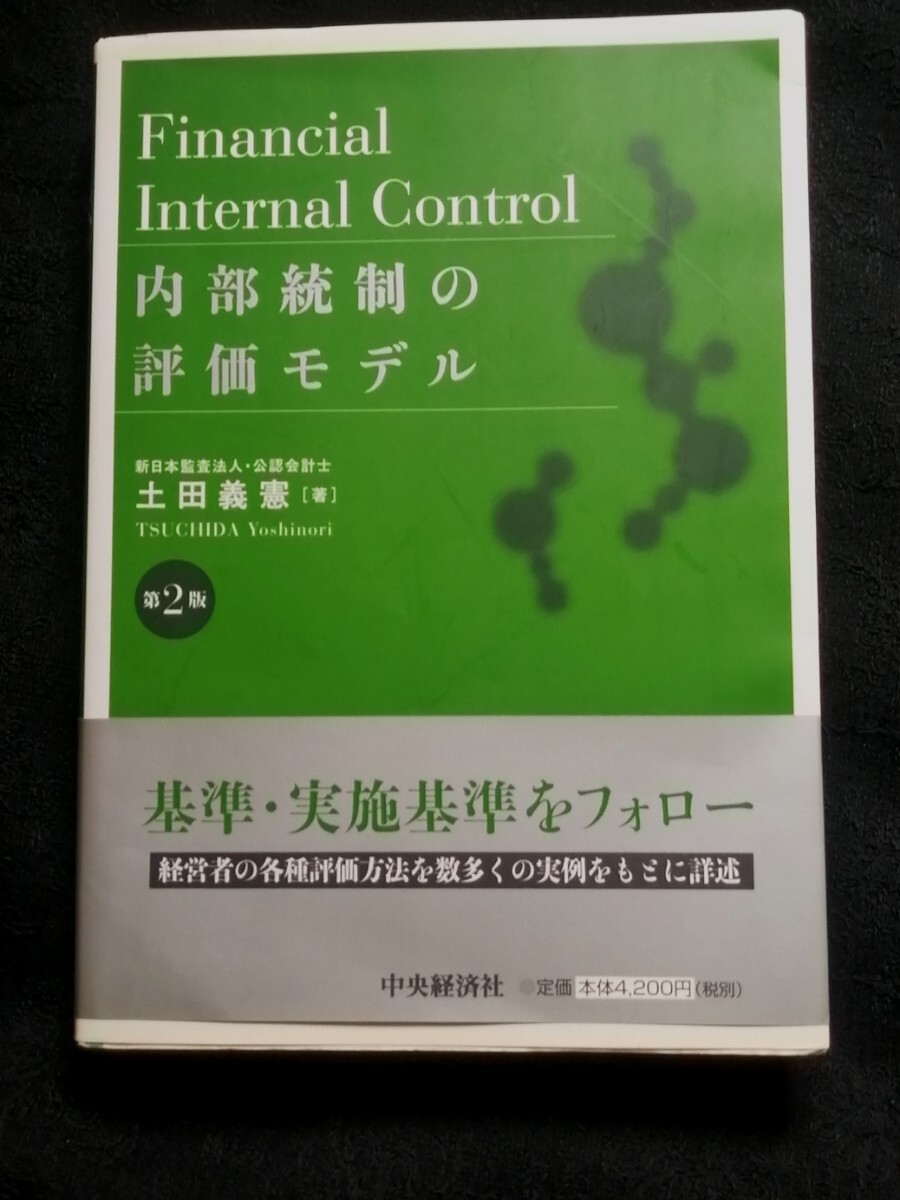 Financial
Internal Control
内部統制の
評価モデル
新日本監査法人・公認会計士
土田義憲[著]
TSUCHIDA Yoshinori
第2版
基準・実施基準をフォロー
経営者の各種評価方法を数多くの実例をもとに詳述
中央経済社 ●定価 本体4,200円(税別)